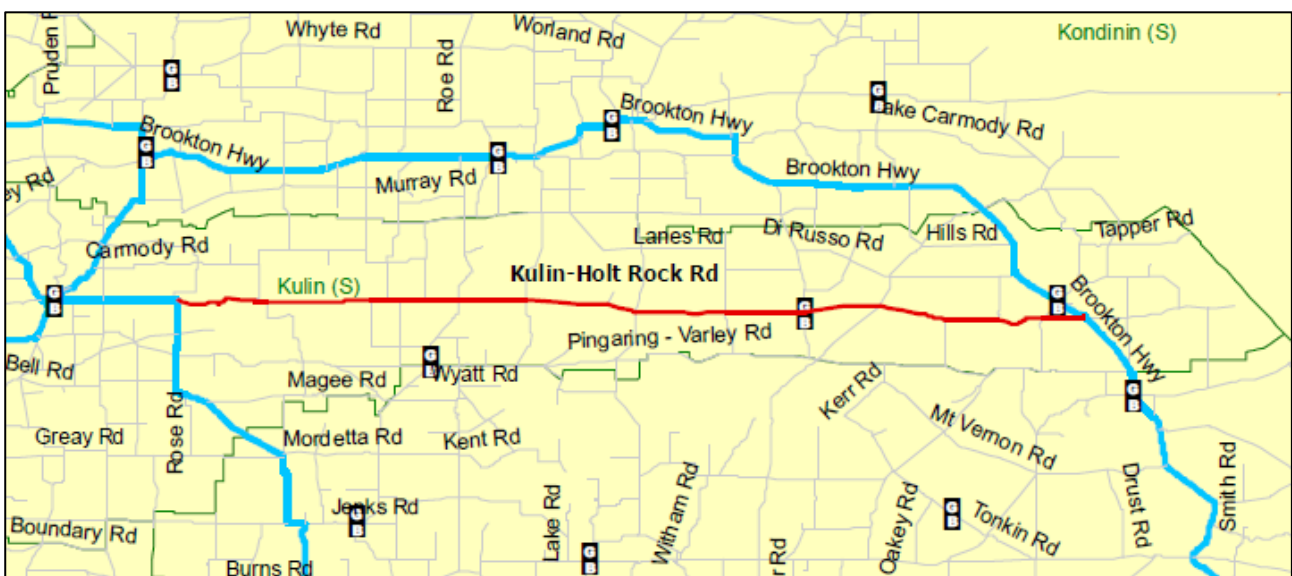 Whyte Rd
Worland Rd
Kondinin (S)
Pruden R
Roe Rd
Brookton Hwy
Lake Carmody Rd
Brookton Hwy
Murray Rd
Brookton Hwy
ey Rd
Carmody Rd
Lanes Rd
Di Russo Rd
Hills Rd
Tapper Rd
Kulin (S)
Kulin-Holt Rock Rd
Brookton Hwy
Pingaring - Varley Rd
Bell Rd
Magee Rd
Wyatt Rd
Kerr Rd
Greay Rd
Rose Rd
Mordetta Rd
Kent Rd
Mt Vernon Rd
Jenks Rd
Lake Rd
Witham Rd
r Rd
Oakey Rd
Tonkin Rd
Drust Rd
Smith Rd
Boundary Rd
Burns Rd
G
B
G
B
G
B
G
B
G
B
G
B
G
B
G
B
G
B
G
B
G
B
G
B
G
B